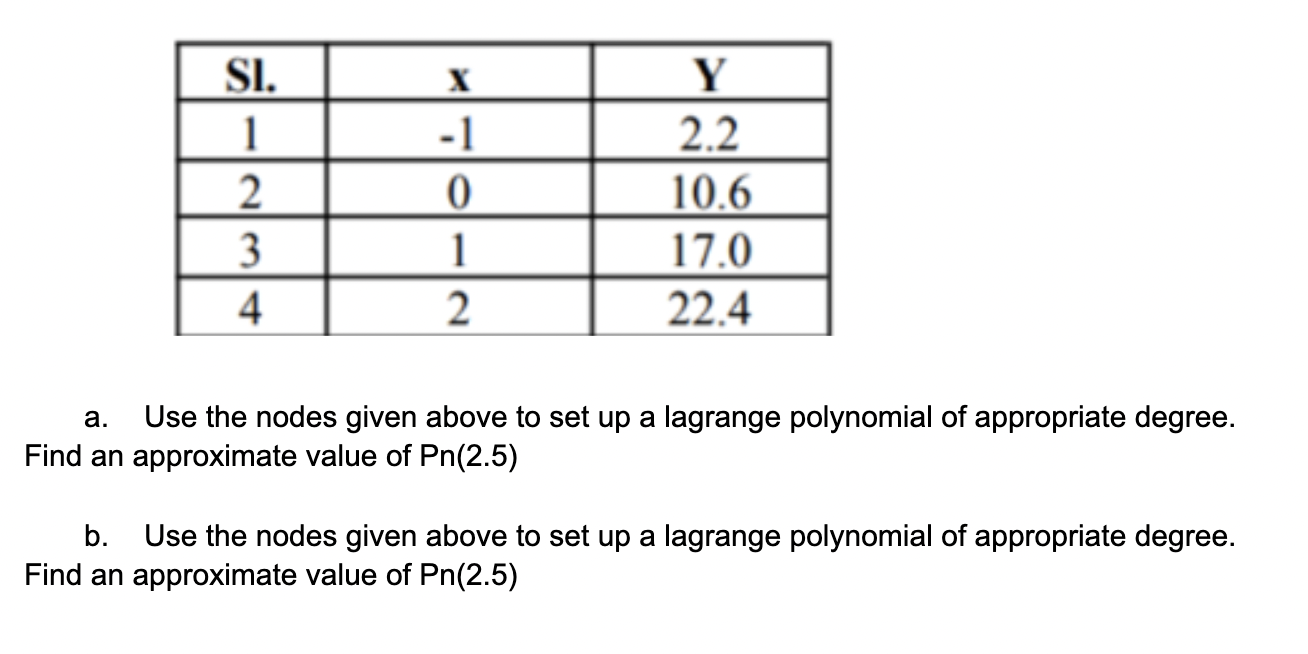 Sl. x Y
1 -1 2.2
2 0 10.6
3 1 17.0
4 2 22.4
a. Use the nodes given above to set up a lagrange polynomial of appropriate degree.
Find an approximate value of Pn(2.5)
b. Use the nodes given above to set up a lagrange polynomial of appropriate degree.
Find an approximate value of Pn(2.5)